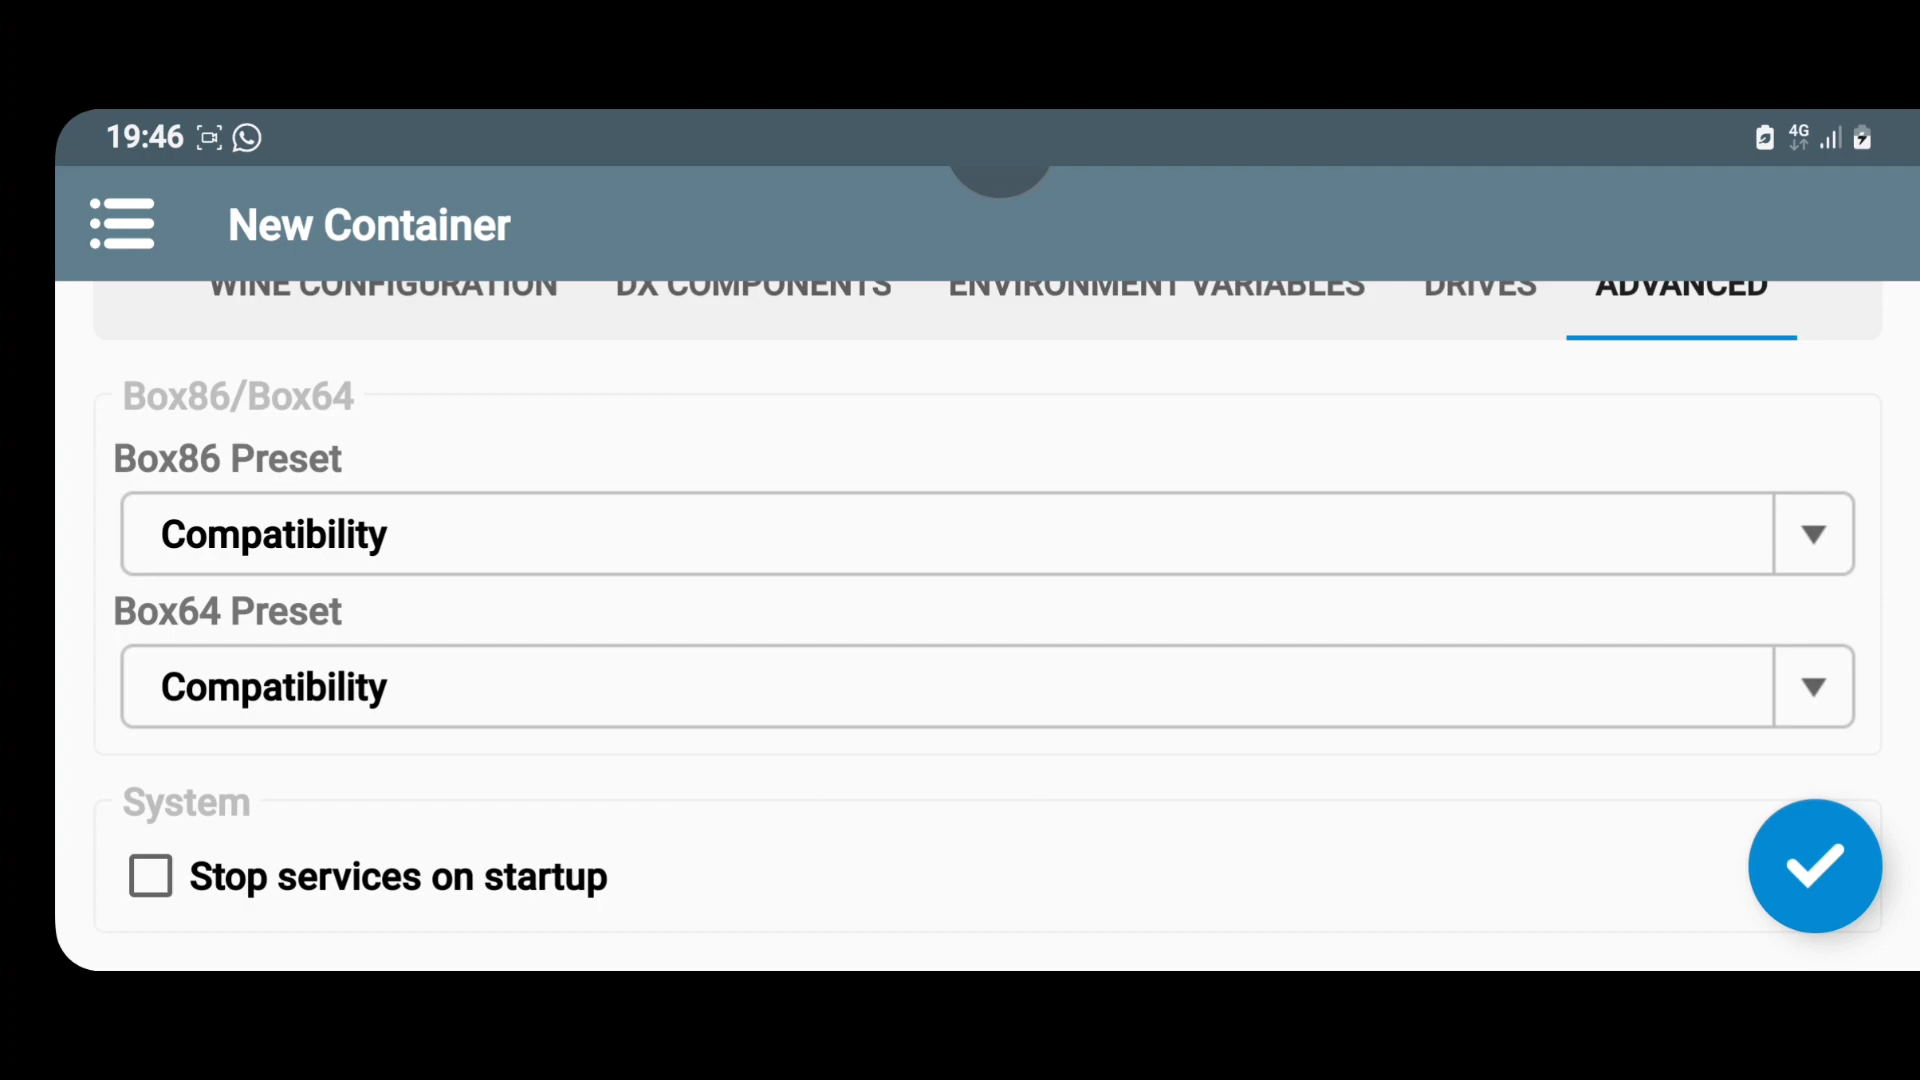 19:46
4G
New Container
WINE CONFIGURATION DX COMPONENTS ENVIRONMENT VARIABLES DRIVES ADVANCED
Box86/Box64
Box86 Preset
Compatibility
Box64 Preset
Compatibility
System
Stop services on startup